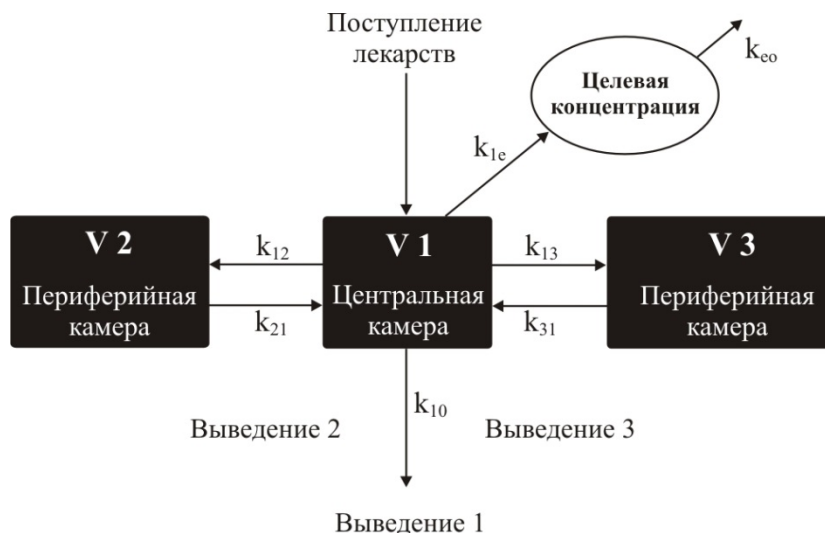 Поступление
лекарств
k_eo
Целевая
концентрация
k_1e
V 2
Периферийная
камера
k_12
k_21
V 1
Центральная
камера
k_13
k_31
V 3
Периферийная
камера
k_10
Выведение 2
Выведение 3
Выведение 1